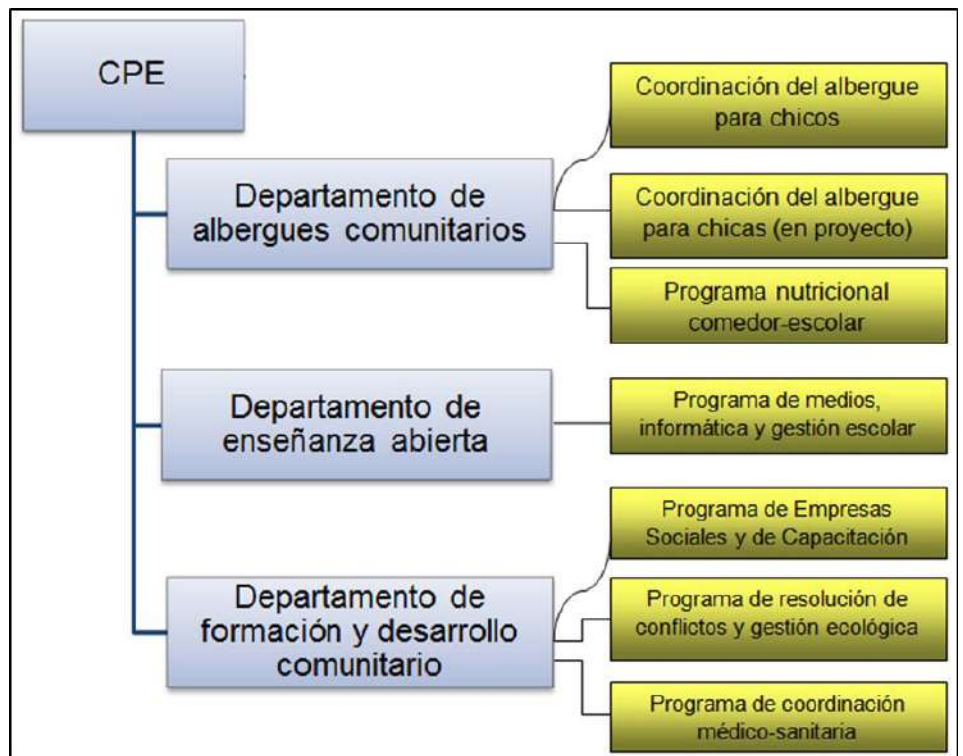 CPE
Departamento de
albergues comunitarios
Coordinación del albergue
para chicos
Coordinación del albergue
para chicas (en proyecto)
Programa nutricional
comedor-escolar
Departamento de
enseñanza abierta
Programa de medios,
informática y gestión escolar
Departamento de
formación y desarrollo
comunitario
Programa de Empresas
Sociales y de Capacitación
Programa de resolución de
conflictos y gestión ecológica
Programa de coordinación
médico-sanitaria